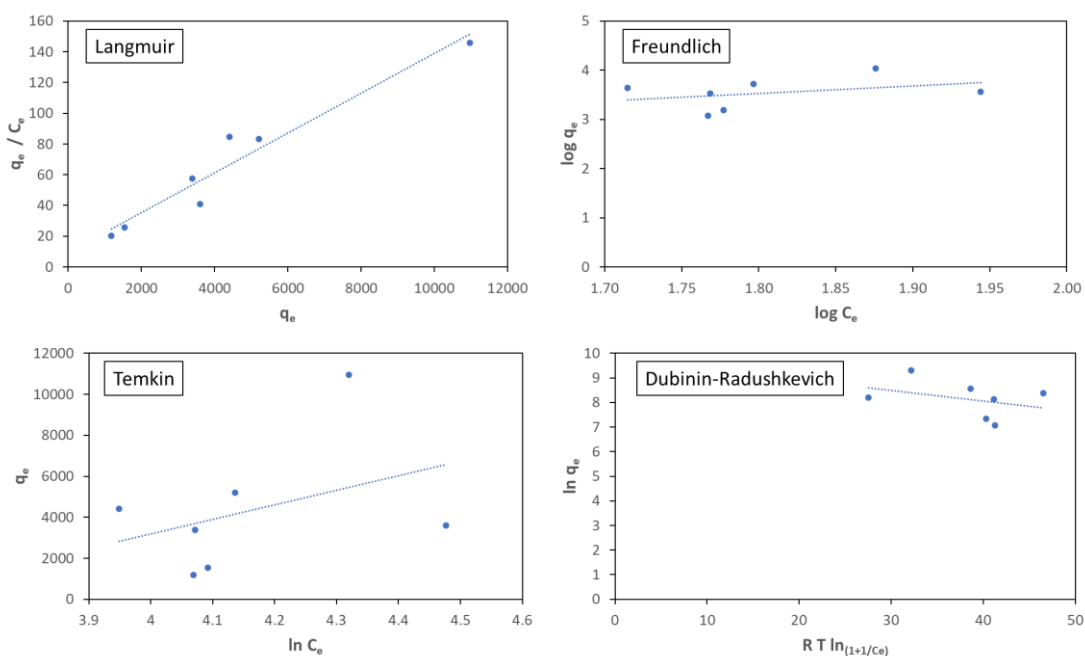 Langmuir
160
140
120
100
80
60
40
20
0
qe / Ce
0 2000 4000 6000 8000 10000 12000
qe
Freundlich
5
4
3
2
1
0
log qe
1.70 1.75 1.80 1.85 1.90 1.95 2.00
log Ce
Temkin
12000
10000
8000
6000
4000
2000
0
qe
3.9 4 4.1 4.2 4.3 4.4 4.5 4.6
ln Ce
Dubinin-Radushkevich
10
9
8
7
6
5
4
3
2
1
0
ln qe
0 10 20 30 40 50
R T ln(1+1/Ce)